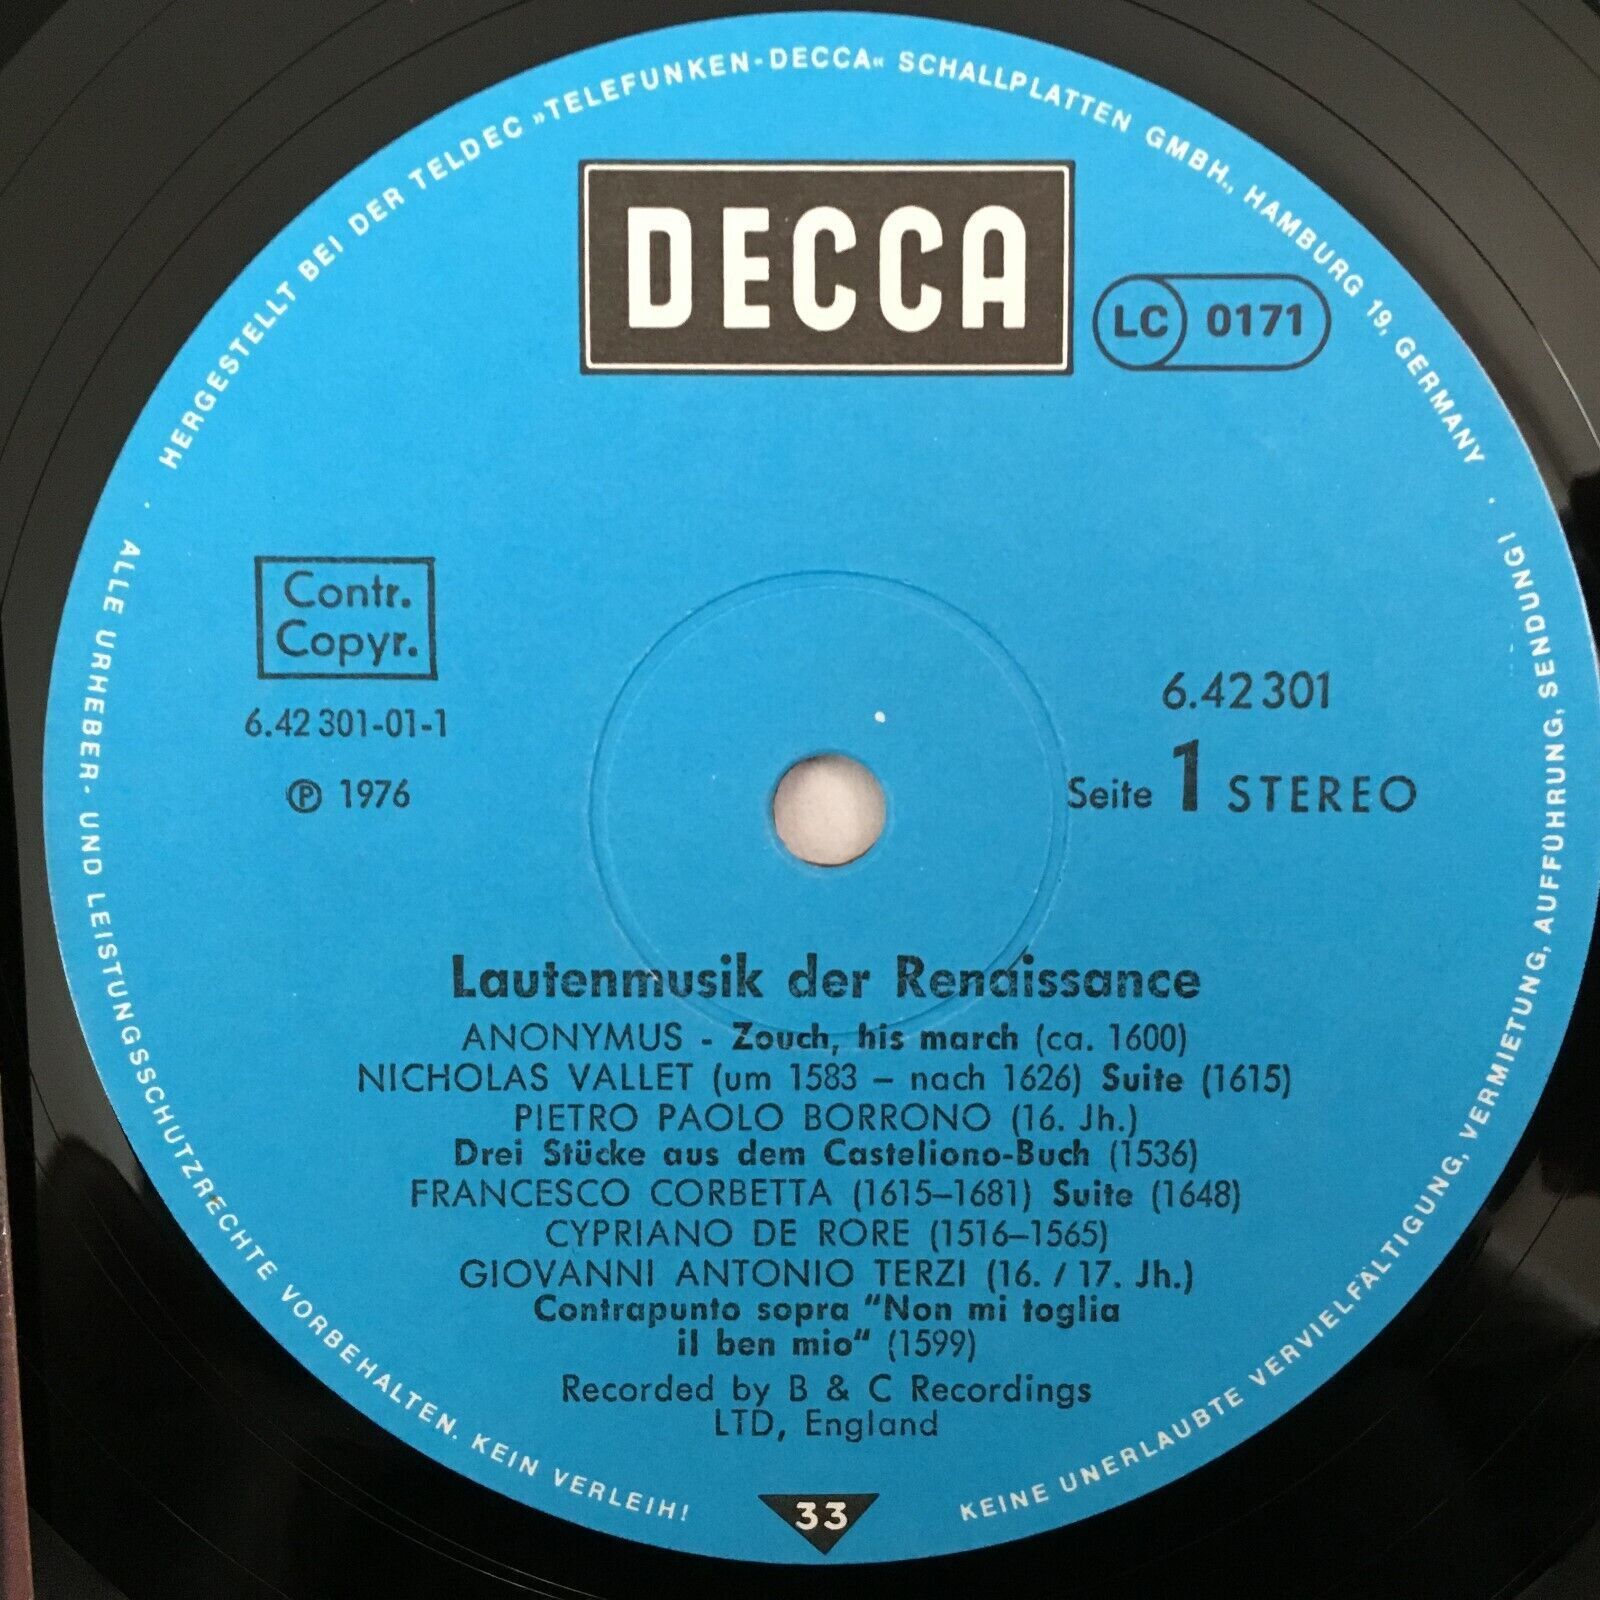 HERGESTELLT BEI DER TELDEC »TELEFUNKEN-DECCA« SCHALLPLATTEN GMBH., HAMBURG 19, GERMANY
DECCA
LC 0171
Contr.
Copyr.
6.42 301-01-1
℗ 1976
6.42 301
Seite 1 STEREO
Lautenmusik der Renaissance
ANONYMUS - Zouch, his march (ca. 1600)
NICHOLAS VALLET (um 1583 – nach 1626) Suite (1615)
PIETRO PAOLO BORRONO (16. Jh.)
Drei Stücke aus dem Casteliono-Buch (1536)
FRANCESCO CORBETTA (1615–1681) Suite (1648)
CYPRIANO DE RORE (1516–1565)
GIOVANNI ANTONIO TERZI (16. / 17. Jh.)
Contrapunto sopra "Non mi toglia
il ben mio" (1599)
Recorded by B & C Recordings
LTD, England
33
· ALLE URHEBER- UND LEISTUNGSSCHUTZRECHTE VORBEHALTEN. KEIN VERLEIH!
KEINE UNERLAUBTE VERVIELFÄLTIGUNG, VERMIETUNG, AUFFÜHRUNG, SENDUNG! ·